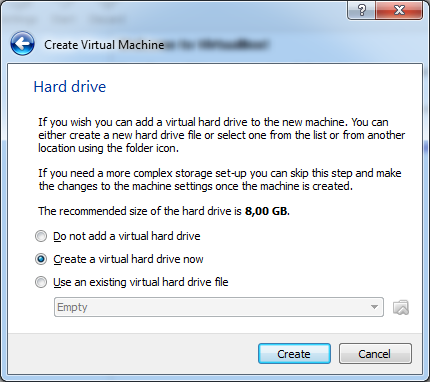 Create Virtual Machine
Hard drive
If you wish you can add a virtual hard drive to the new machine. You can
either create a new hard drive file or select one from the list or from another
location using the folder icon.
If you need a more complex storage set-up you can skip this step and make
the changes to the machine settings once the machine is created.
The recommended size of the hard drive is 8,00 GB.
Do not add a virtual hard drive
Create a virtual hard drive now
Use an existing virtual hard drive file
Empty
Create
Cancel